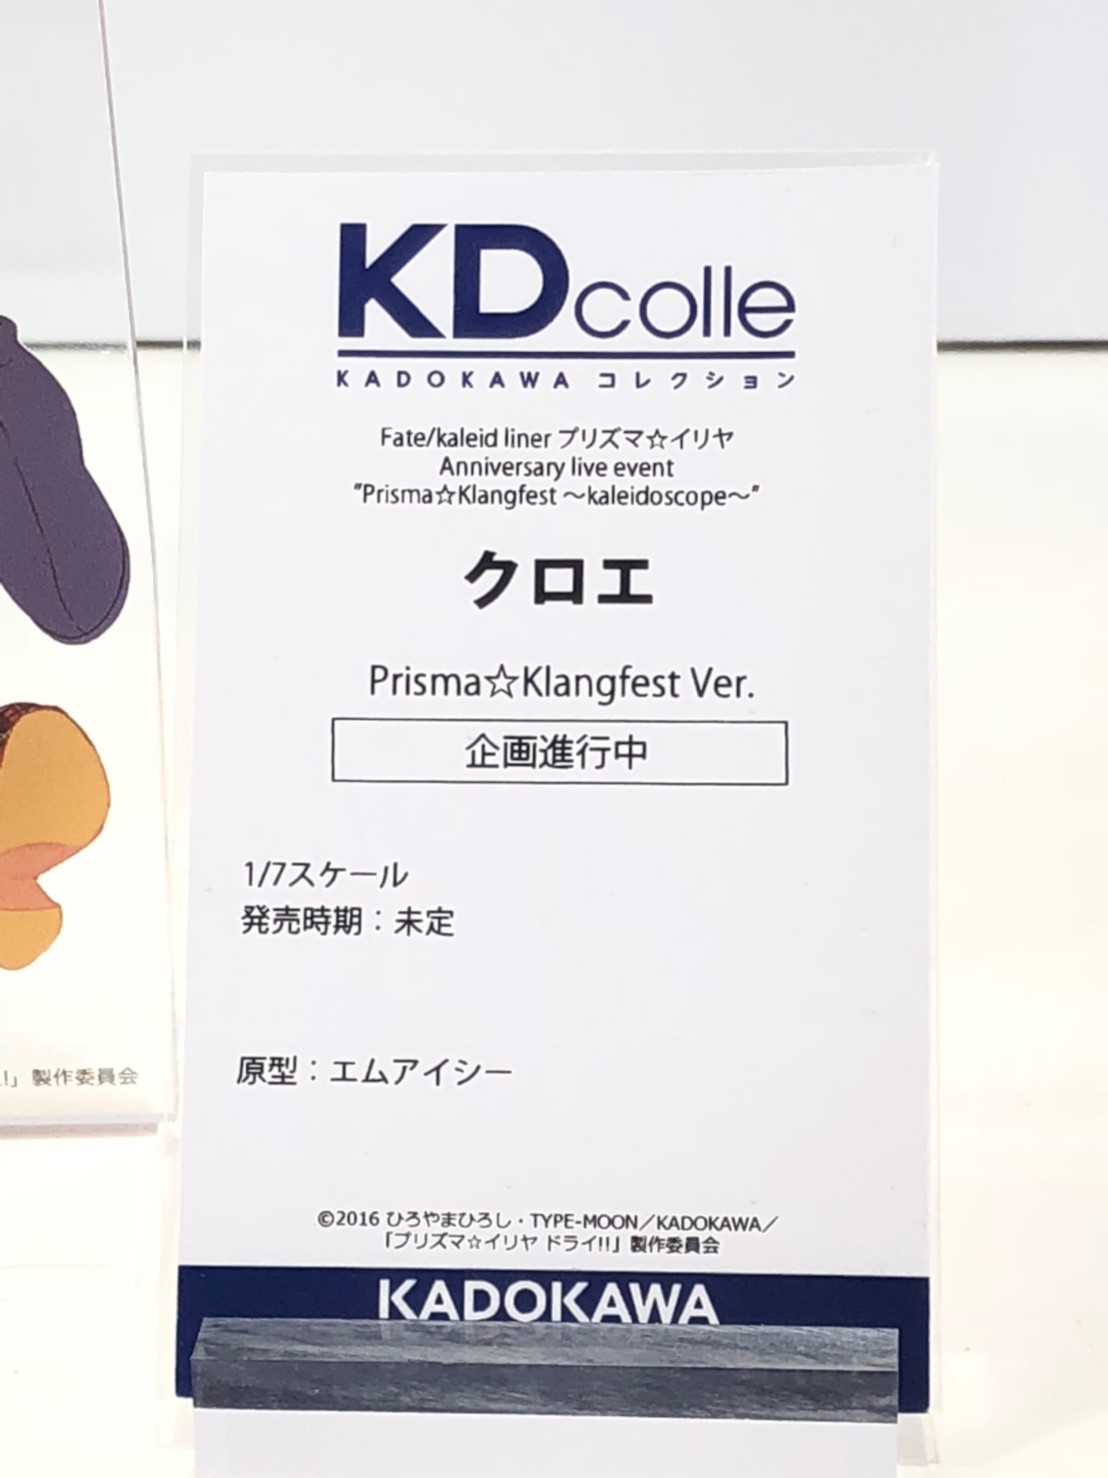 KDcolle
KADOKAWA コレクション
Fate/kaleid liner プリズマ☆イリヤ
Anniversary live event
"Prisma☆Klangfest ～kaleidoscope～"
クロエ
Prisma☆Klangfest Ver.
企画進行中
1/7スケール
発売時期：未定
原型：エムアイシー
!!」製作委員会
©2016 ひろやまひろし・TYPE-MOON／KADOKAWA／
「プリズマ☆イリヤ ドライ!!」製作委員会
KADOKAWA